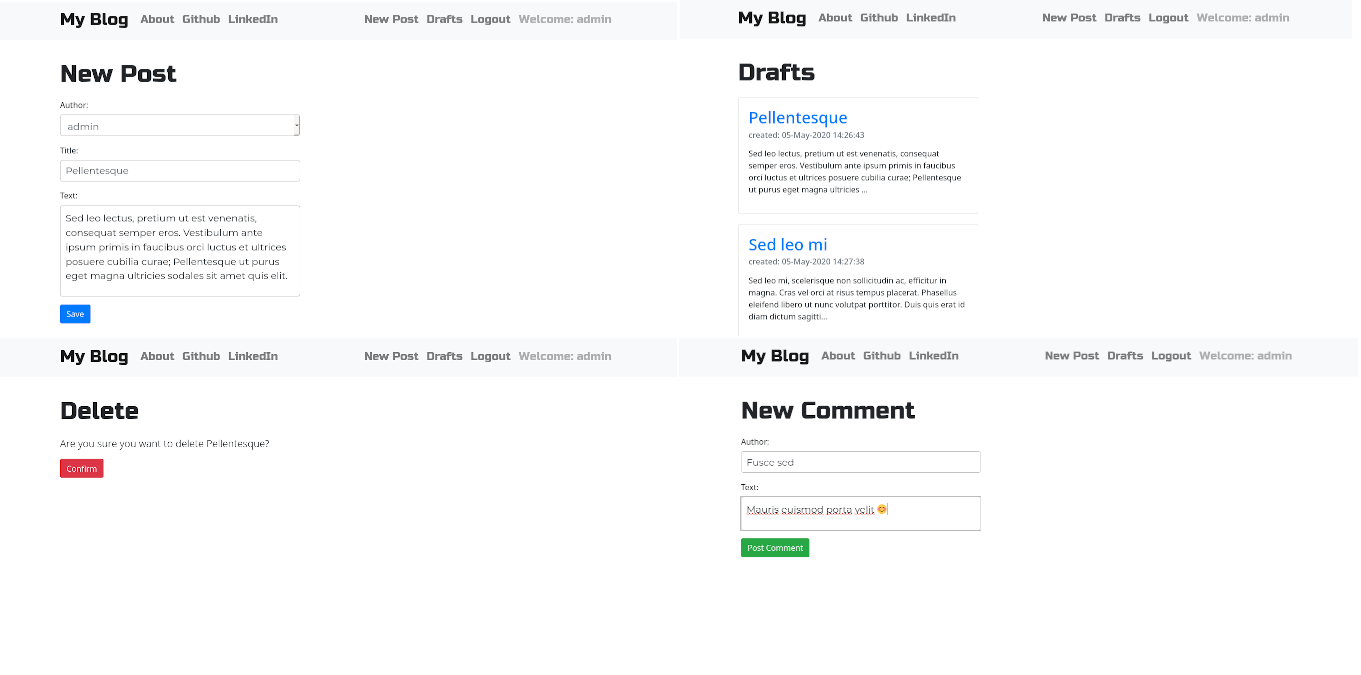 My Blog About Github LinkedIn New Post Drafts Logout Welcome: admin
New Post
Author:
admin
Title:
Pellentesque
Text:
Sed leo lectus, pretium ut est venenatis,
consequat semper eros. Vestibulum ante
ipsum primis in faucibus orci luctus et ultrices
posuere cubilia curae; Pellentesque ut purus
eget magna ultricies sodales sit amet quis elit.
Save
My Blog About Github LinkedIn New Post Drafts Logout Welcome: admin
Drafts
Pellentesque
created: 05-May-2020 14:26:43
Sed leo lectus, pretium ut est venenatis, consequat
semper eros. Vestibulum ante ipsum primis in faucibus
orci luctus et ultrices posuere cubilia curae; Pellentesque
ut purus eget magna ultricies ...
Sed leo mi
created: 05-May-2020 14:27:38
Sed leo mi, scelerisque non sollicitudin ac, efficitur in
magna. Cras vel orci at risus tempus placerat. Phasellus
eleifend libero ut nunc volutpat porttitor. Duis quis erat id
diam dictum sagitti...
My Blog About Github LinkedIn New Post Drafts Logout Welcome: admin
Delete
Are you sure you want to delete Pellentesque?
Confirm
My Blog About Github LinkedIn New Post Drafts Logout Welcome: admin
New Comment
Author:
Fusce sed
Text:
Mauris euismod porta velit 😊
Post Comment